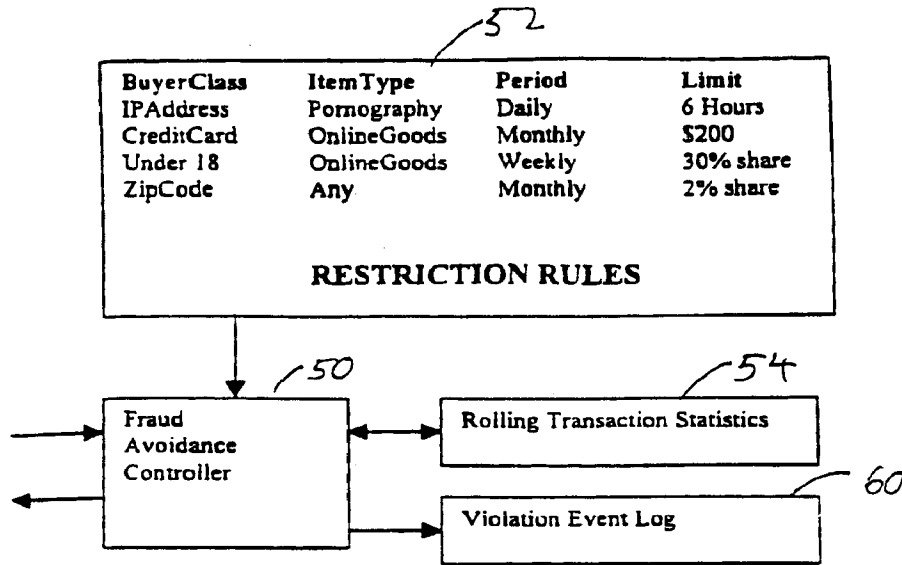 52
BuyerClass ItemType Period Limit
IPAddress Pornography Daily 6 Hours
CreditCard OnlineGoods Monthly $200
Under 18 OnlineGoods Weekly 30% share
ZipCode Any Monthly 2% share
RESTRICTION RULES
50
54
Fraud
Avoidance
Controller
Rolling Transaction Statistics
60
Violation Event Log